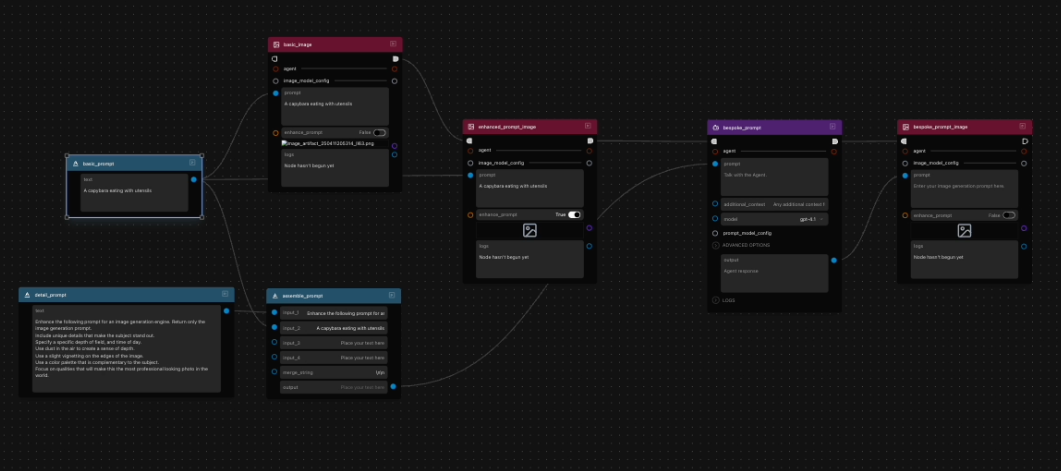 basic_image
agent
image_model_config
prompt
A capybara eating with utensils
enhance_prompt False
logs
Node hasn't begun yet
basic_prompt
text
A capybara eating with utensils
enhanced_prompt_image
agent
image_model_config
prompt
A capybara eating with utensils
enhance_prompt True
logs
Node hasn't begun yet
bespoke_prompt
agent
prompt
Talk with the Agent.
additional_context Any additional context t
model gpt-4.1
prompt_model_config
ADVANCED OPTIONS
output
Agent response
LOGS
bespoke_prompt_image
agent
image_model_config
prompt
Enter your image generation prompt here.
enhance_prompt False
logs
Node hasn't begun yet
detail_prompt
text
Enhance the following prompt for an image generation engine. Return only the
image generation prompt.
Include unique details that make the subject stand out.
Specify a specific depth of field, and time of day.
Use dust in the air to create a sense of depth.
Use a slight vignetting on the edges of the image.
Use a color palette that is complementary to the subject.
Focus on qualities that will make this the most professional looking photo in the
world.
assemble_prompt
input_1 Enhance the following prompt for ar
input_2 A capybara eating with utensils
input_3 Place your text here
input_4 Place your text here
merge_string \n\n
output Place your text here